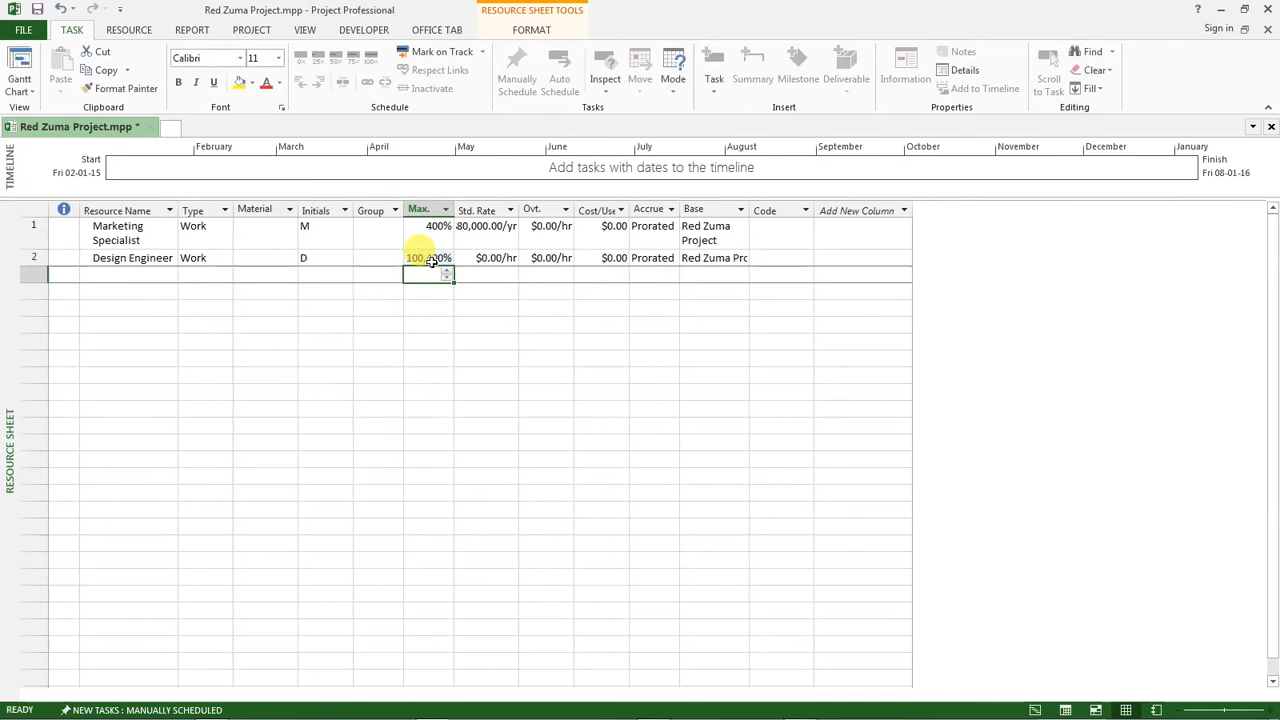 Red Zuma Project.mpp - Project Professional
RESOURCE SHEET TOOLS
FILE TASK RESOURCE REPORT PROJECT VIEW DEVELOPER OFFICE TAB FORMAT
Sign in
Gantt Chart
View
Paste
Cut
Copy
Format Painter
Clipboard
Calibri 11
B I U A
Font
Mark on Track
Respect Links
Inactivate
Schedule
Manually Schedule
Auto Schedule
Inspect
Move
Mode
Tasks
Task
Summary
Milestone
Deliverable
Insert
Information
Notes
Details
Add to Timeline
Properties
Scroll to Task
Find
Clear
Fill
Editing
Red Zuma Project.mpp *
TIMELINE
February March April May June July August September October November December January
Start
Fri 02-01-15
Add tasks with dates to the timeline
Finish
Fri 08-01-16
Resource Name Type Material Initials Group Max. Std. Rate Ovt. Cost/Use Accrue Base Code Add New Column
1 Marketing Specialist Work M 400% 80,000.00/yr $0.00/hr $0.00 Prorated Red Zuma Project
2 Design Engineer Work D $0.00/hr $0.00/hr $0.00 Prorated Red Zuma Prc
RESOURCE SHEET
READY NEW TASKS : MANUALLY SCHEDULED